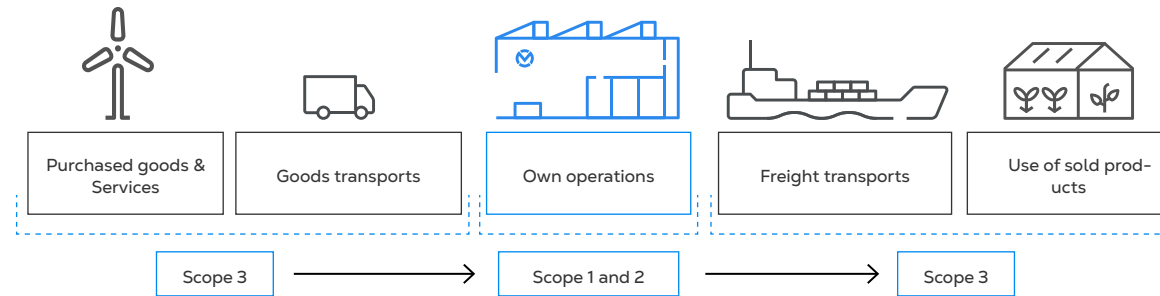 Purchased goods &
Services
Goods transports
Own operations
Freight transports
Use of sold prod-
ucts
Scope 3
Scope 1 and 2
Scope 3